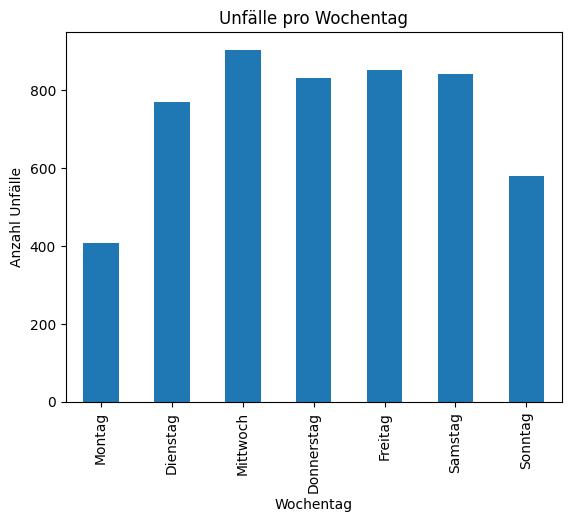 Unfälle pro Wochentag
Anzahl Unfälle
800
600
400
200
0
Montag
Dienstag
Mittwoch
Donnerstag
Freitag
Samstag
Sonntag
Wochentag